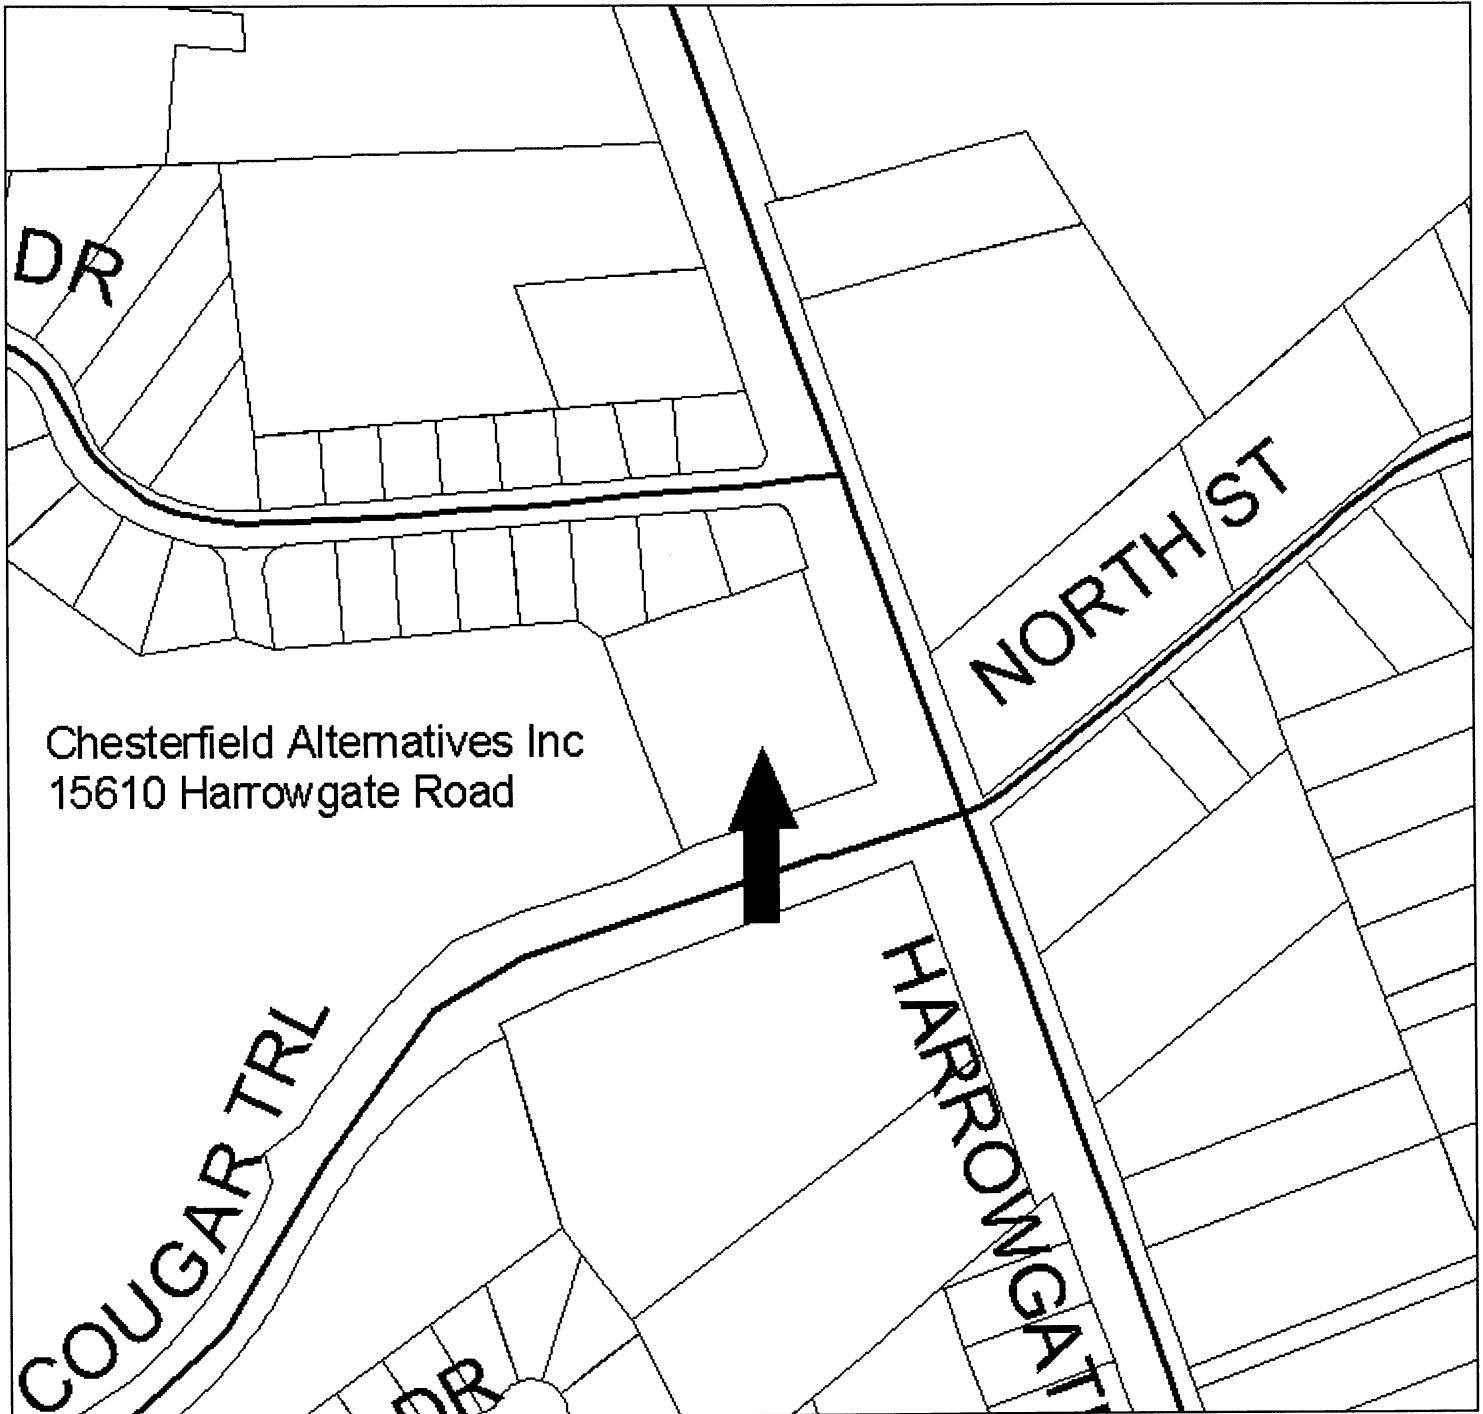 DR
NORTH ST
Chesterfield Alternatives Inc
15610 Harrowgate Road
HARROWGAT
COUGAR TRL
DR